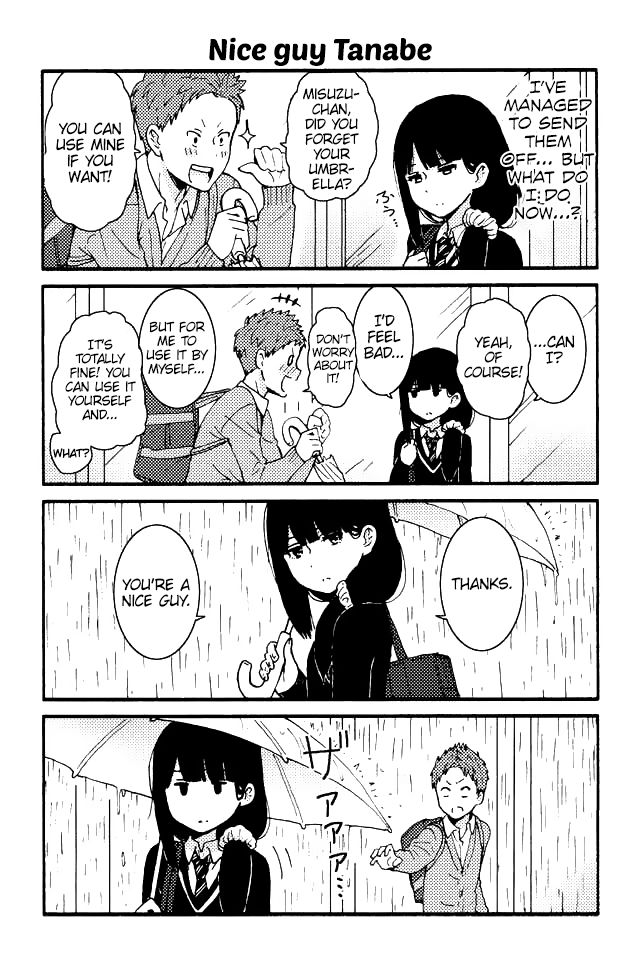 Nice guy Tanabe
I'VE
MANAGED
TO SEND
THEM
OFF... BUT
WHAT DO
I DO
NOW...?
ふぅ
MISUZU-
CHAN,
DID YOU
FORGET
YOUR
UMBR-
ELLA?
YOU CAN
USE MINE
IF YOU
WANT!
...CAN
I?
YEAH,
OF
COURSE!
I'D
FEEL
BAD...
DON'T
WORRY
ABOUT
IT!
BUT FOR
ME TO
USE IT BY
MYSELF...
IT'S
TOTALLY
FINE! YOU
CAN USE IT
YOURSELF
AND...
WHAT?
THANKS.
YOU'RE A
NICE GUY.
ザアアアァ…